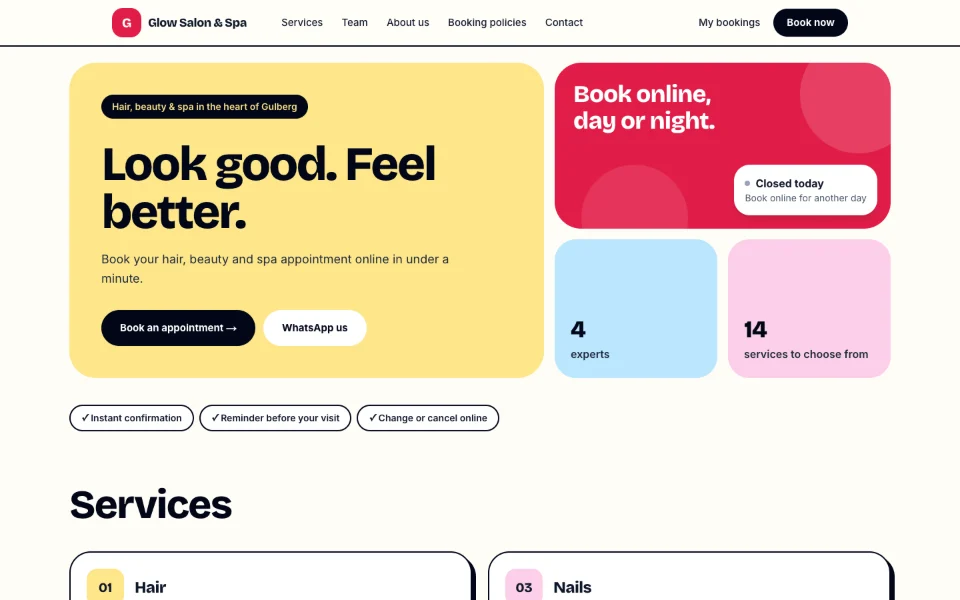 G Glow Salon & Spa Services Team About us Booking policies Contact My bookings Book now
Hair, beauty & spa in the heart of Gulberg
Look good. Feel
better.
Book your hair, beauty and spa appointment online in under a
minute.
Book an appointment → WhatsApp us
Book online,
day or night.
Closed today
Book online for another day
4
experts
14
services to choose from
✓ Instant confirmation ✓ Reminder before your visit ✓ Change or cancel online
Services
01 Hair
03 Nails